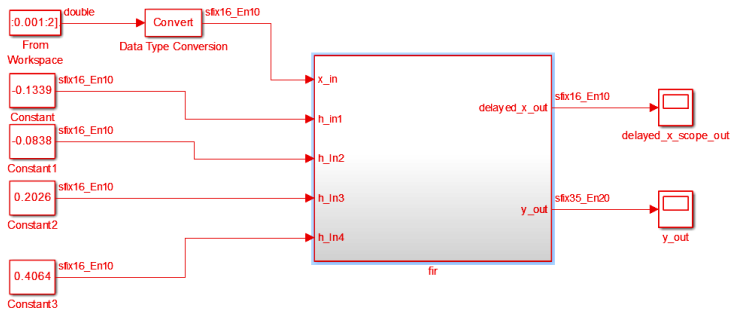 :0.001:2]
double
From
Workspace
Convert
Data Type Conversion
sfix16_En10
-0.1339
Constant
sfix16_En10
-0.0838
Constant1
sfix16_En10
0.2026
Constant2
sfix16_En10
0.4064
Constant3
sfix16_En10
x_in
h_in1
h_In2
h_In3
h_In4
delayed_x_out
y_out
fir
sfix16_En10
delayed_x_scope_out
sfix35_En20
y_out